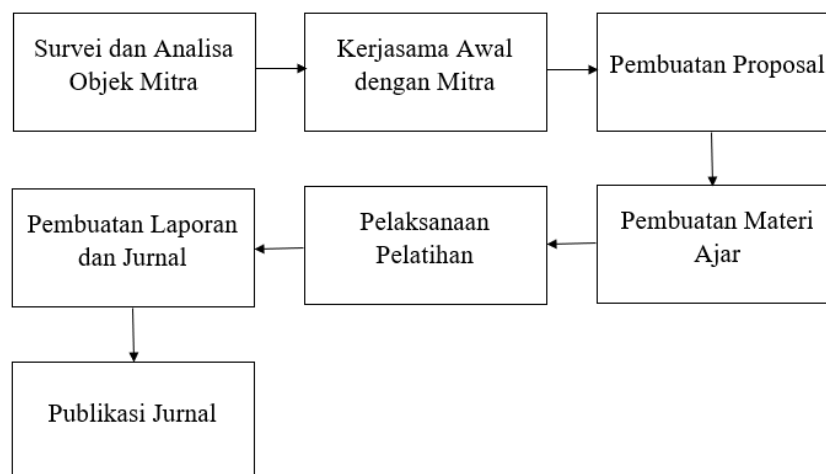 Survei dan Analisa
Objek Mitra
Kerjasama Awal
dengan Mitra
Pembuatan Proposal
Pembuatan Materi
Ajar
Pelaksanaan
Pelatihan
Pembuatan Laporan
dan Jurnal
Publikasi Jurnal